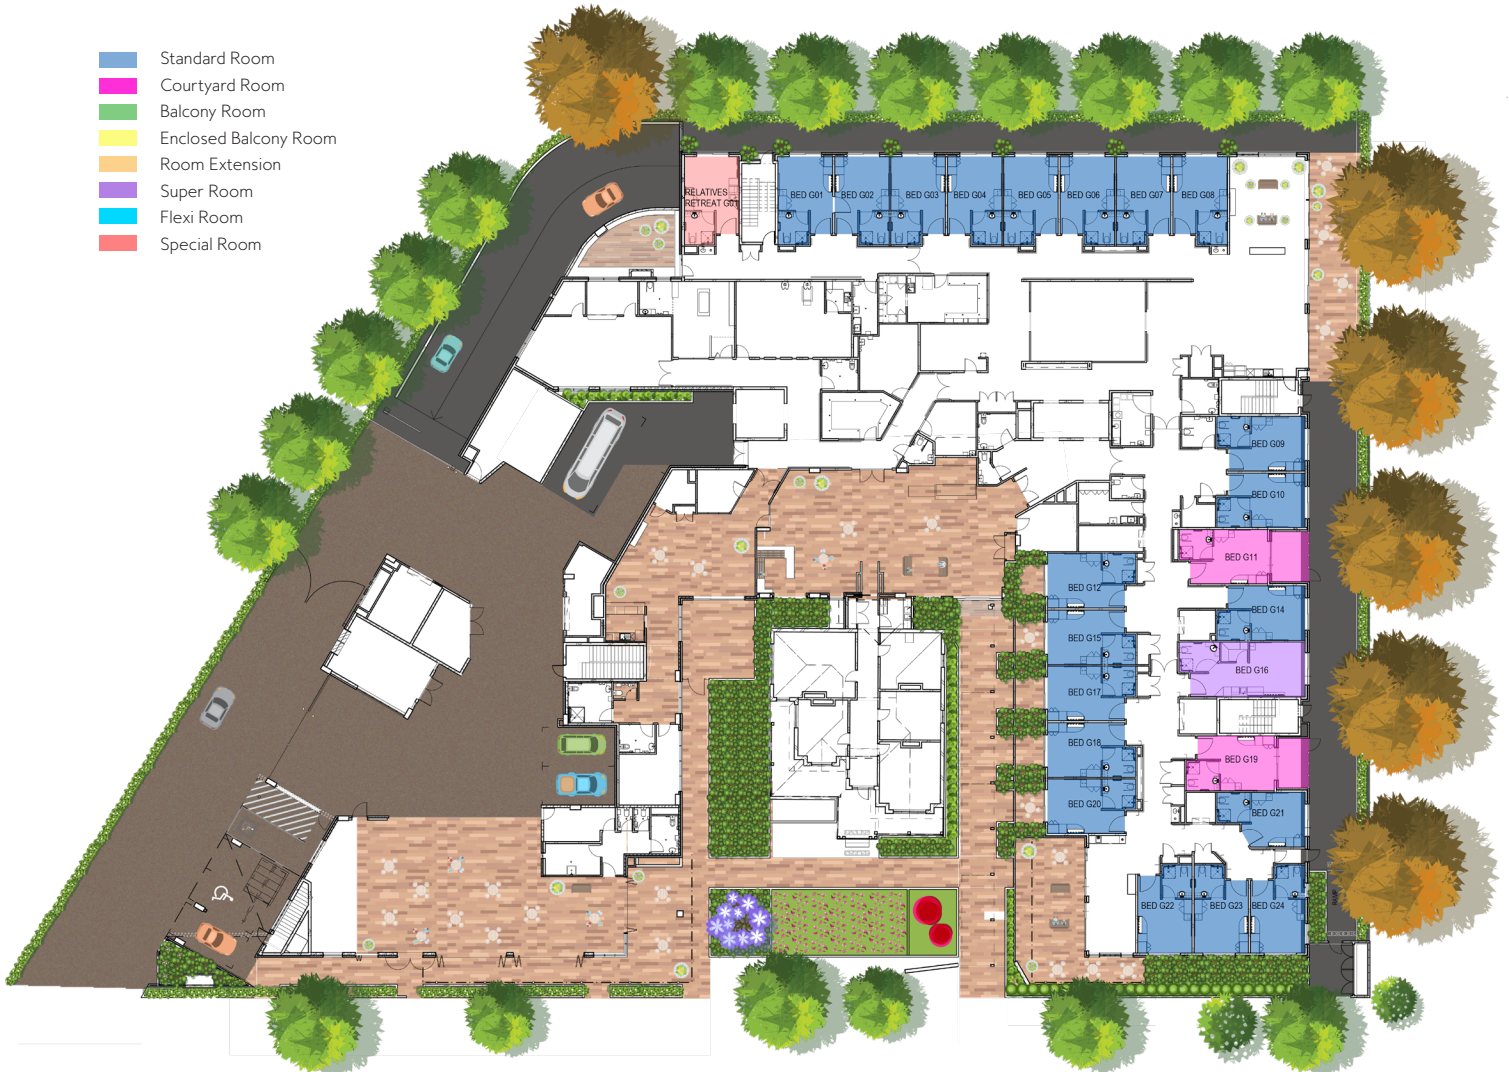 Standard Room
Courtyard Room
Balcony Room
Enclosed Balcony Room
Room Extension
Super Room
Flexi Room
Special Room
RELATIVES
RETREAT G01
BED G01
BED G02
BED G03
BED G04
BED G05
BED G06
BED G07
BED G08
BED G09
BED G10
BED G11
BED G12
BED G14
BED G15
BED G16
BED G17
BED G18
BED G19
BED G20
BED G21
BED G22
BED G23
BED G24
RAMP